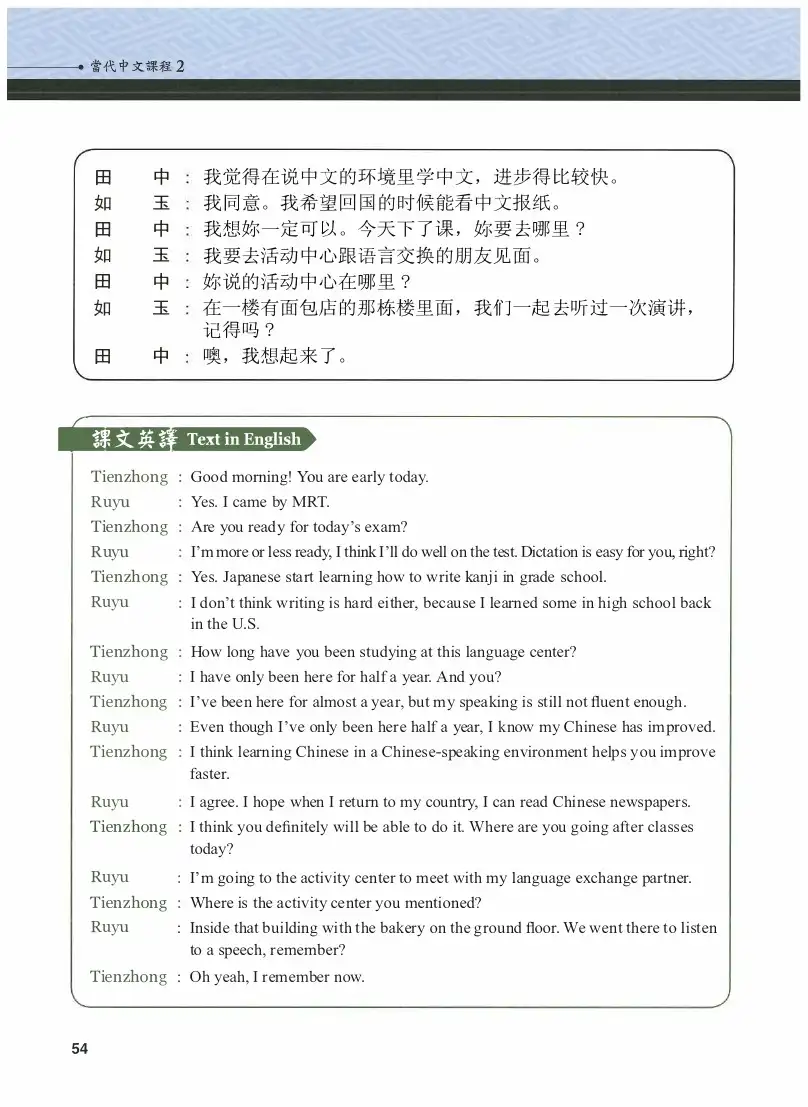 當代中文課程 2
田 中：我觉得在说中文的环境里学中文，进步得比较快。
如 玉：我同意。我希望回国的时候能看中文报纸。
田 中：我想妳一定可以。今天下了课，妳要去哪里？
如 玉：我要去活动中心跟语言交换的朋友见面。
田 中：妳说的活动中心在哪里？
如 玉：在一楼有面包店的那栋楼里面，我们一起去听过一次演讲，
记得吗？
田 中：噢，我想起来了。
課文英譯 Text in English
Tienzhong : Good morning! You are early today.
Ruyu : Yes. I came by MRT.
Tienzhong : Are you ready for today's exam?
Ruyu : I'm more or less ready, I think I'll do well on the test. Dictation is easy for you, right?
Tienzhong : Yes. Japanese start learning how to write kanji in grade school.
Ruyu : I don't think writing is hard either, because I learned some in high school back
in the U.S.
Tienzhong : How long have you been studying at this language center?
Ruyu : I have only been here for half a year. And you?
Tienzhong : I've been here for almost a year, but my speaking is still not fluent enough.
Ruyu : Even though I've only been here half a year, I know my Chinese has improved.
Tienzhong : I think learning Chinese in a Chinese-speaking environment helps you improve
faster.
Ruyu : I agree. I hope when I return to my country, I can read Chinese newspapers.
Tienzhong : I think you definitely will be able to do it. Where are you going after classes
today?
Ruyu : I'm going to the activity center to meet with my language exchange partner.
Tienzhong : Where is the activity center you mentioned?
Ruyu : Inside that building with the bakery on the ground floor. We went there to listen
to a speech, remember?
Tienzhong : Oh yeah, I remember now.
54